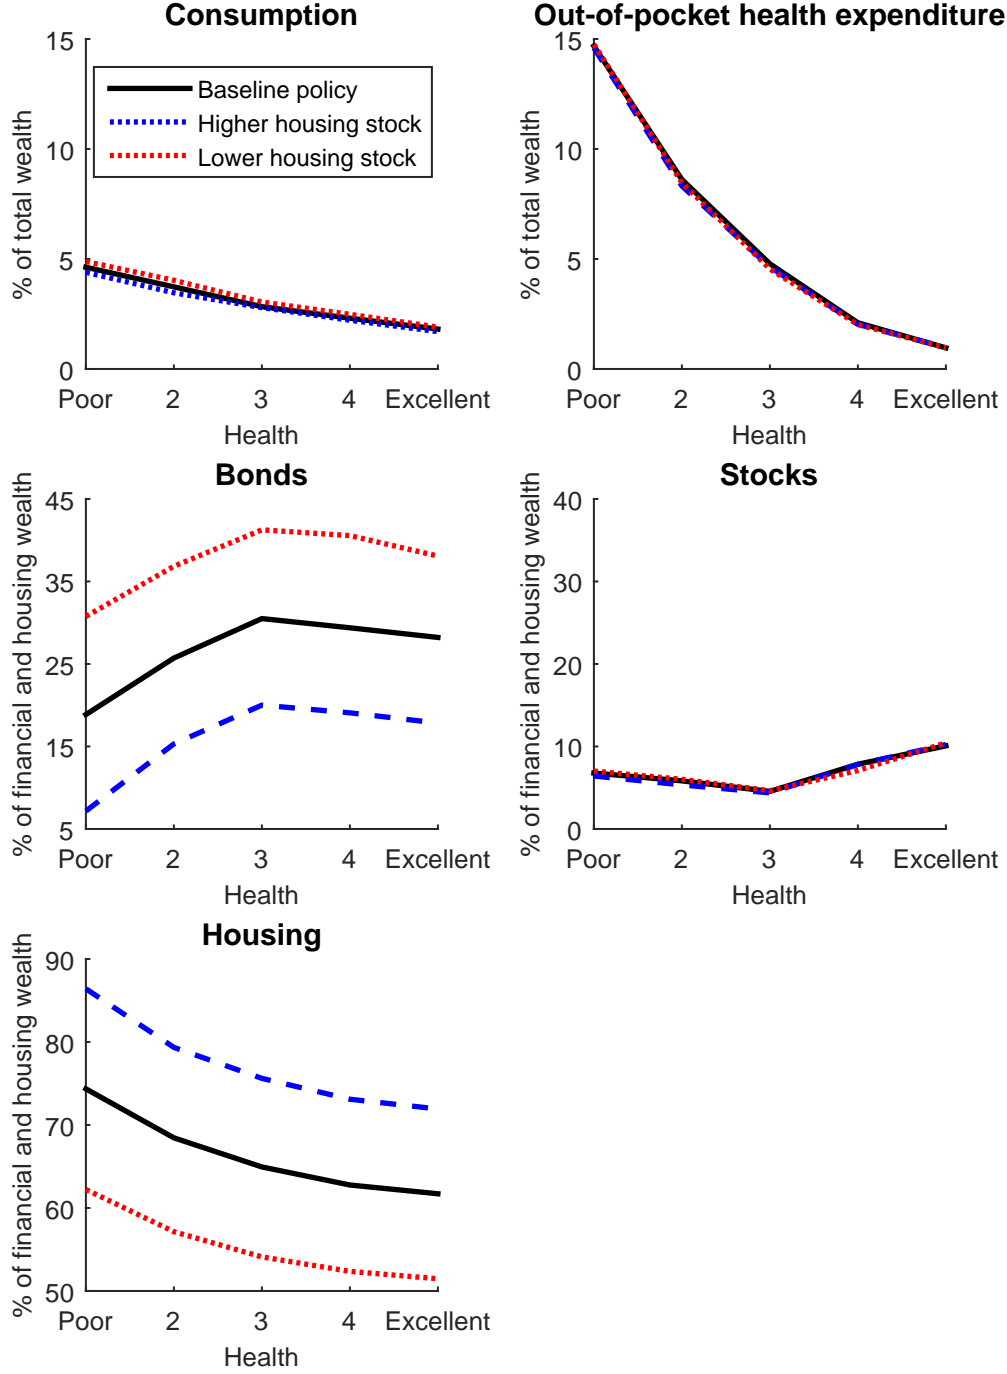 Consumption
% of total wealth
15
10
5
0
Baseline policy
Higher housing stock
Lower housing stock
Poor 2 3 4 Excellent
Health
Out-of-pocket health expenditure
% of total wealth
15
10
5
0
Poor 2 3 4 Excellent
Health
Bonds
% of financial and housing wealth
45
35
25
15
5
Poor 2 3 4 Excellent
Health
Stocks
% of financial and housing wealth
40
30
20
10
0
Poor 2 3 4 Excellent
Health
Housing
% of financial and housing wealth
90
80
70
60
50
Poor 2 3 4 Excellent
Health